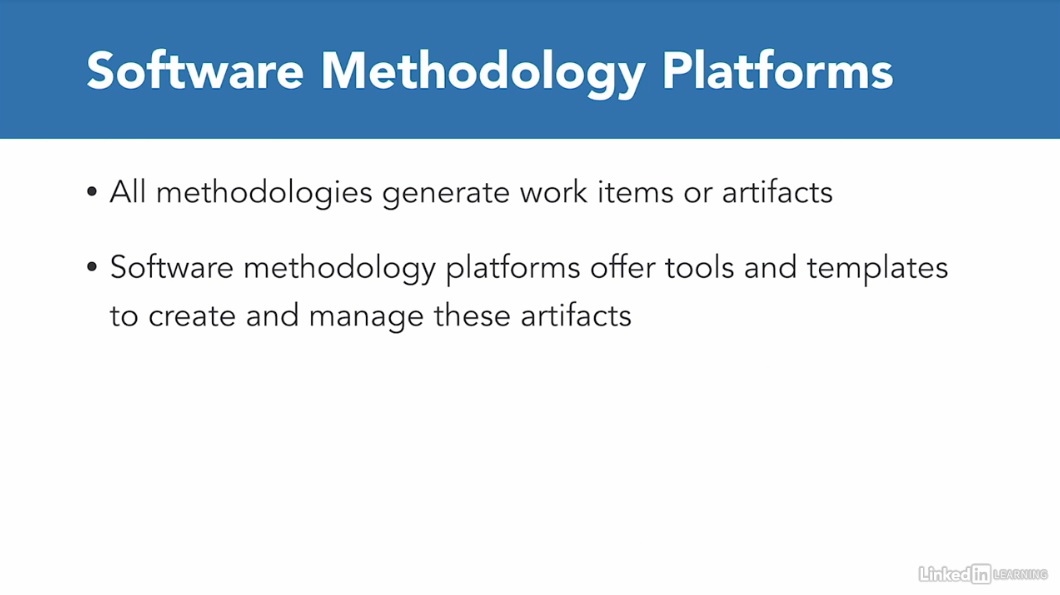 Software Methodology Platforms
• All methodologies generate work items or artifacts
• Software methodology platforms offer tools and templates
to create and manage these artifacts
Linked in LEARNING